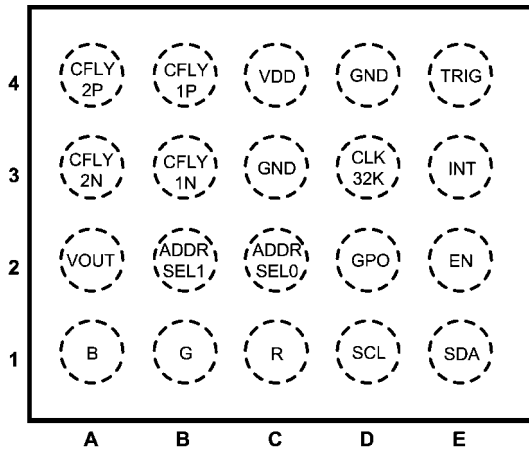 4
CFLY
2P
CFLY
1P
VDD
GND
TRIG
3
CFLY
2N
CFLY
1N
GND
CLK
32K
INT
2
VOUT
ADDR
SEL1
ADDR
SEL0
GPO
EN
1
B
G
R
SCL
SDA
A
B
C
D
E